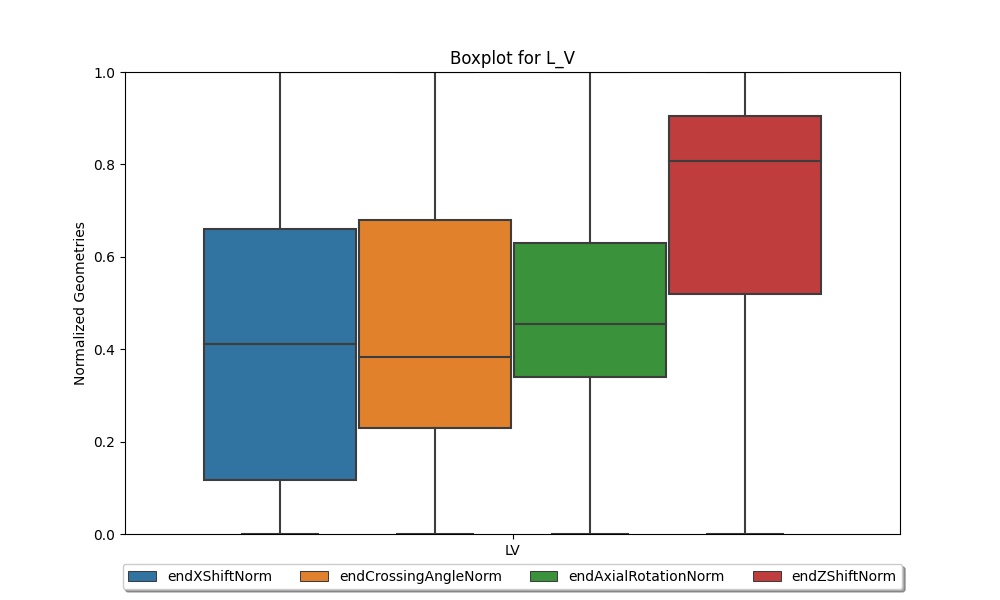 Boxplot for L_V
1.0
0.8
0.6
0.4
0.2
0.0
Normalized Geometries
LV
endXShiftNorm endCrossingAngleNorm endAxialRotationNorm endZShiftNorm